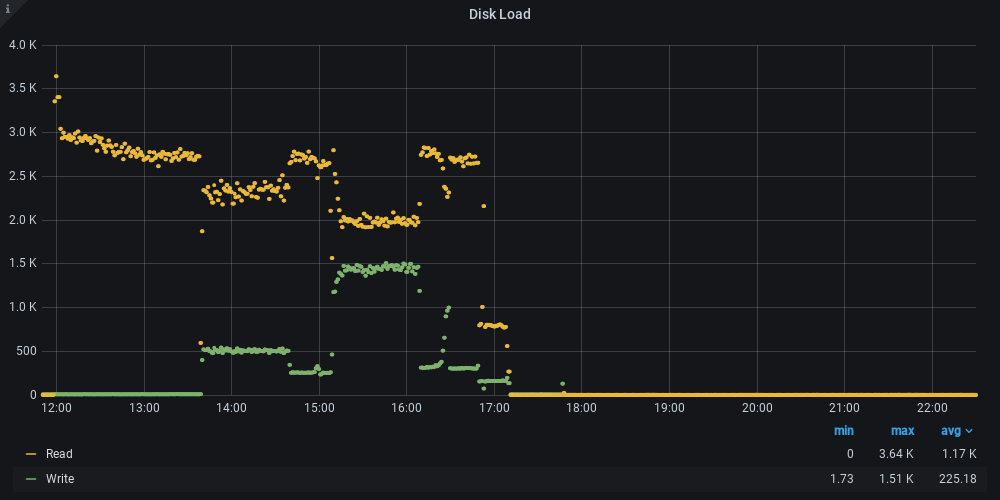 i
Disk Load
4.0 K
3.5 K
3.0 K
2.5 K
2.0 K
1.5 K
1.0 K
500
0
12:00 13:00 14:00 15:00 16:00 17:00 18:00 19:00 20:00 21:00 22:00
min max avg
Read 0 3.64 K 1.17 K
Write 1.73 1.51 K 225.18